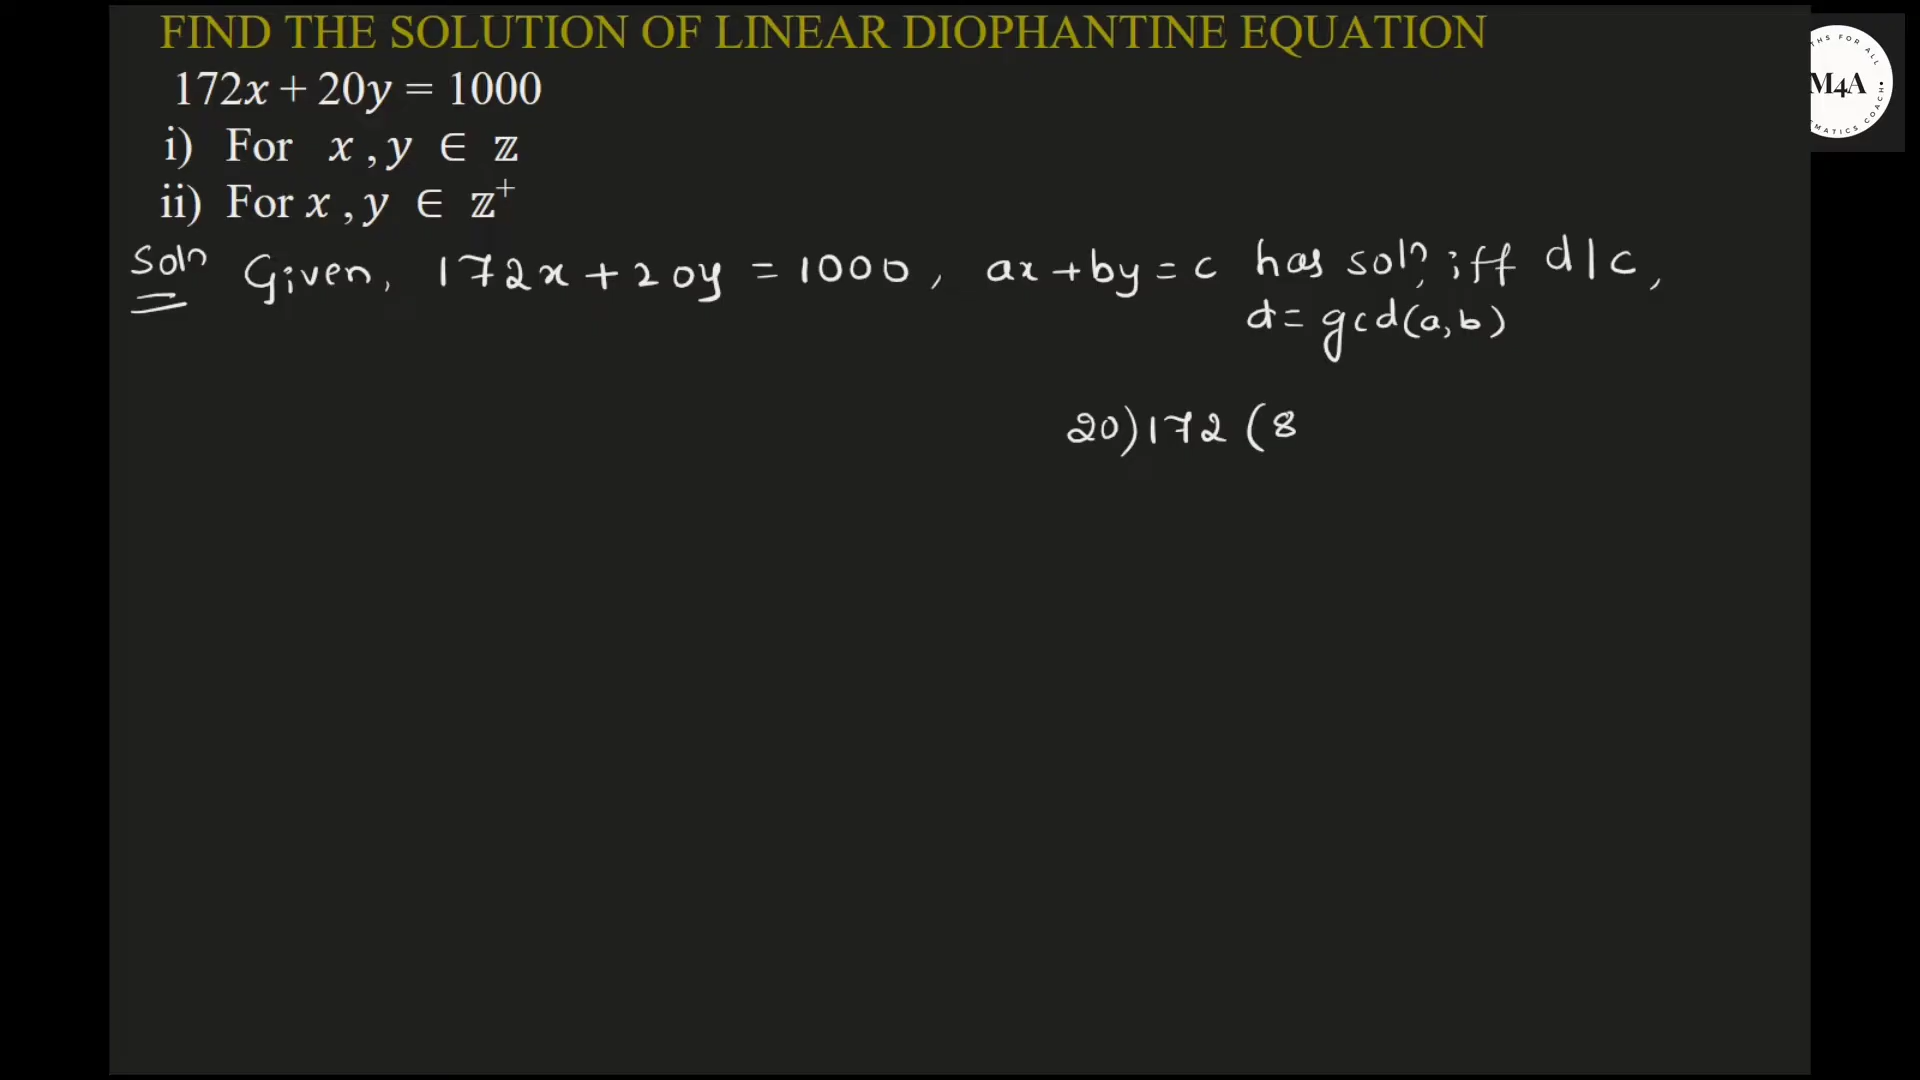 FIND THE SOLUTION OF LINEAR DIOPHANTINE EQUATION
172x + 20y = 1000
i) For x , y ∈ ℤ
ii) For x , y ∈ ℤ⁺
Soln Given, 172x + 20y = 1000, ax + by = c has soln, iff d|c,
d = gcd(a,b)
20)172(8
M4A